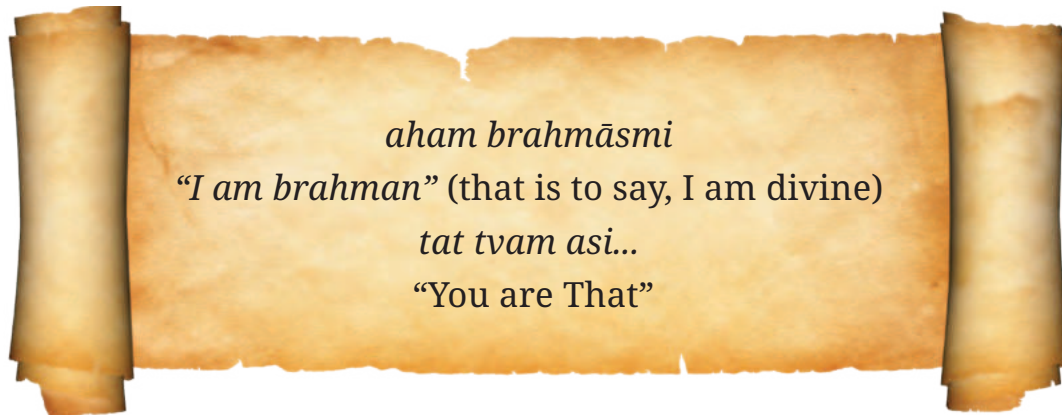 aham brahmāsmi
“I am brahman” (that is to say, I am divine)
tat tvam asi...
“You are That”